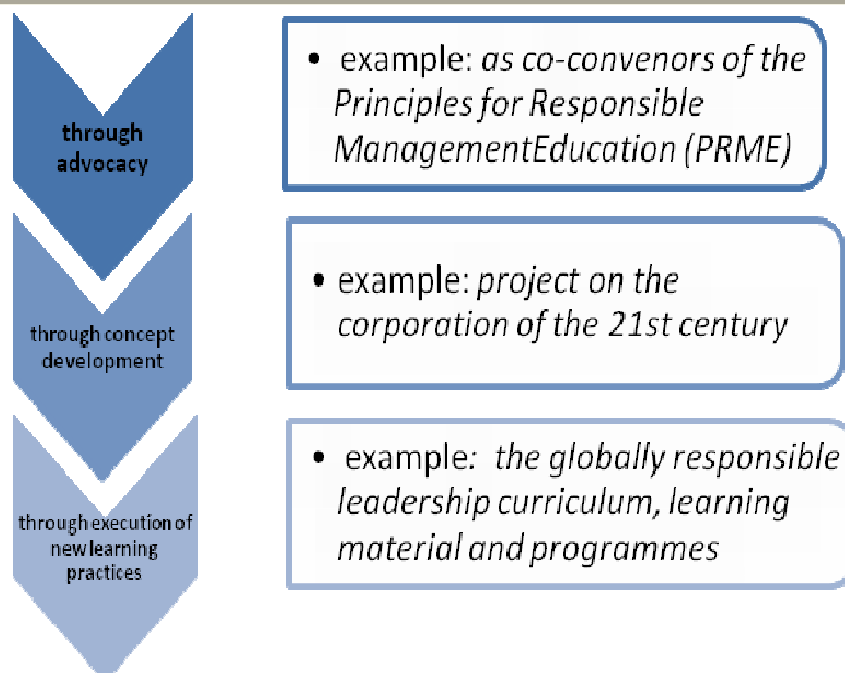 through
advocacy
• example: as co-convenors of the
Principles for Responsible
ManagementEducation (PRME)
through concept
development
• example: project on the
corporation of the 21st century
through execution of
new learning
practices
• example: the globally responsible
leadership curriculum, learning
material and programmes